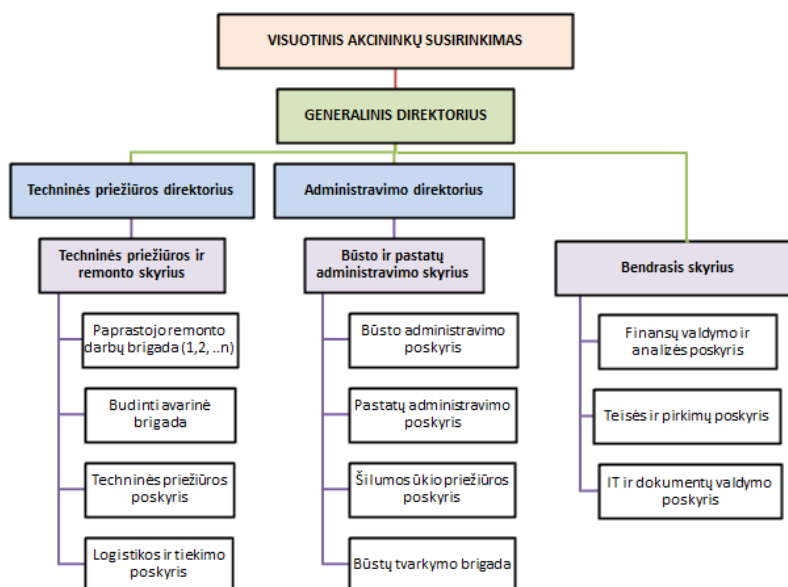 VISUOTINIS AKCININKŲ SUSIRINKIMAS
GENERALINIS DIREKTORIUS
Techninės priežiūros direktorius
Administravimo direktorius
Techninės priežiūros ir
remonto skyrius
Būsto ir pastatų
administravimo skyrius
Bendrasis skyrius
Paprastojo remonto
darbų brigada (1,2, ..n)
Budinti avarinė
brigada
Techninės priežiūros
poskyris
Logistikos ir tiekimo
poskyris
Būsto administravimo
poskyris
Pastatų administravimo
poskyris
Šilumos ūkio priežiūros
poskyris
Būstų tvarkymo brigada
Finansų valdymo ir
analizės poskyris
Teisės ir pirkimų poskyris
IT ir dokumentų valdymo
poskyris